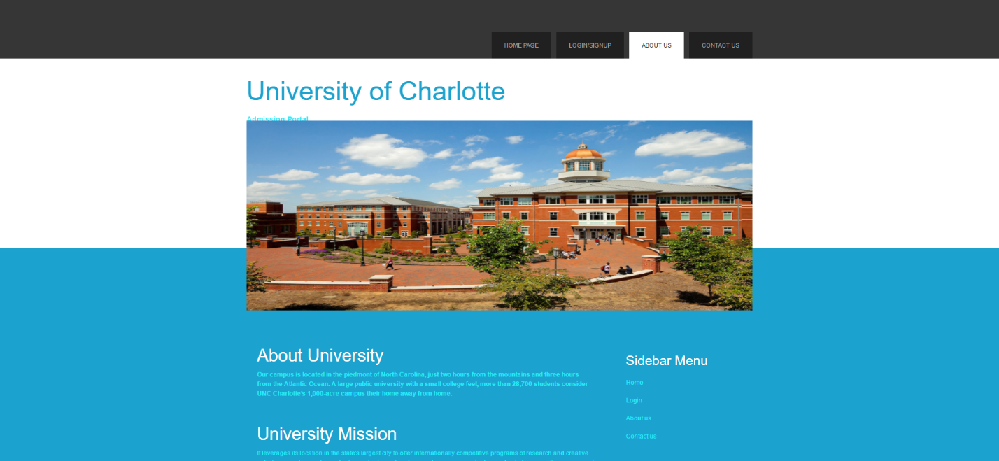 HOME PAGE
LOGIN/SIGNUP
ABOUT US
CONTACT US
University of Charlotte
Admission Portal
About University
Our campus is located in the piedmont of North Carolina, just two hours from the mountains and three hours
from the Atlantic Ocean. A large public university with a small college feel, more than 28,700 students consider
UNC Charlotte's 1,000-acre campus their home away from home.
University Mission
It leverages its location in the state's largest city to offer internationally competitive programs of research and creative
Sidebar Menu
Home
Login
About us
Contact us